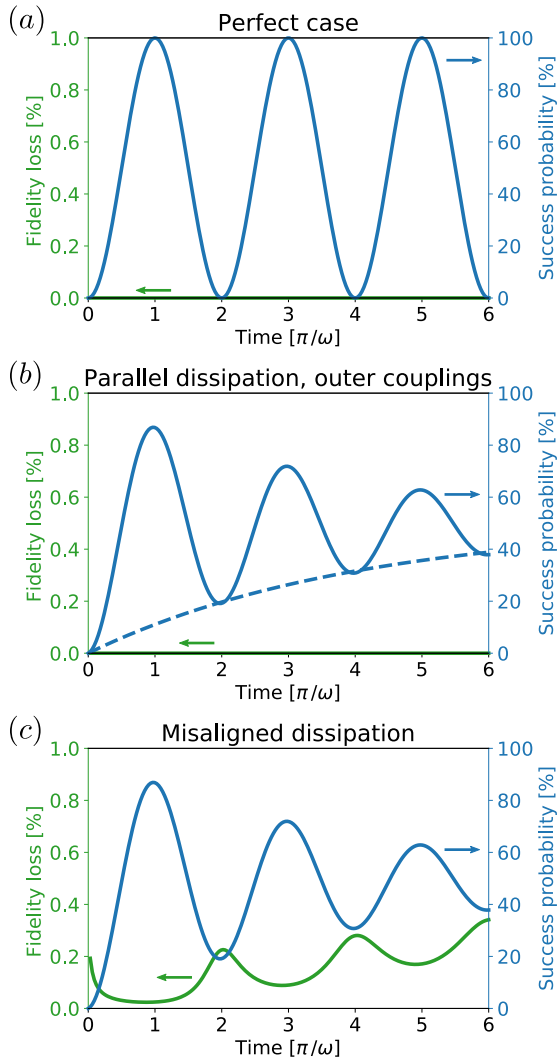 (a) Perfect case
1.0 100
0.8 80
0.6 60
0.4 40
0.2 20
0.0 0
Fidelity loss [%]
Success probability [%]
0 1 2 3 4 5 6
Time [π/ω]
(b) Parallel dissipation, outer couplings
1.0 100
0.8 80
0.6 60
0.4 40
0.2 20
0.0 0
Fidelity loss [%]
Success probability [%]
0 1 2 3 4 5 6
Time [π/ω]
(c) Misaligned dissipation
1.0 100
0.8 80
0.6 60
0.4 40
0.2 20
0.0 0
Fidelity loss [%]
Success probability [%]
0 1 2 3 4 5 6
Time [π/ω]